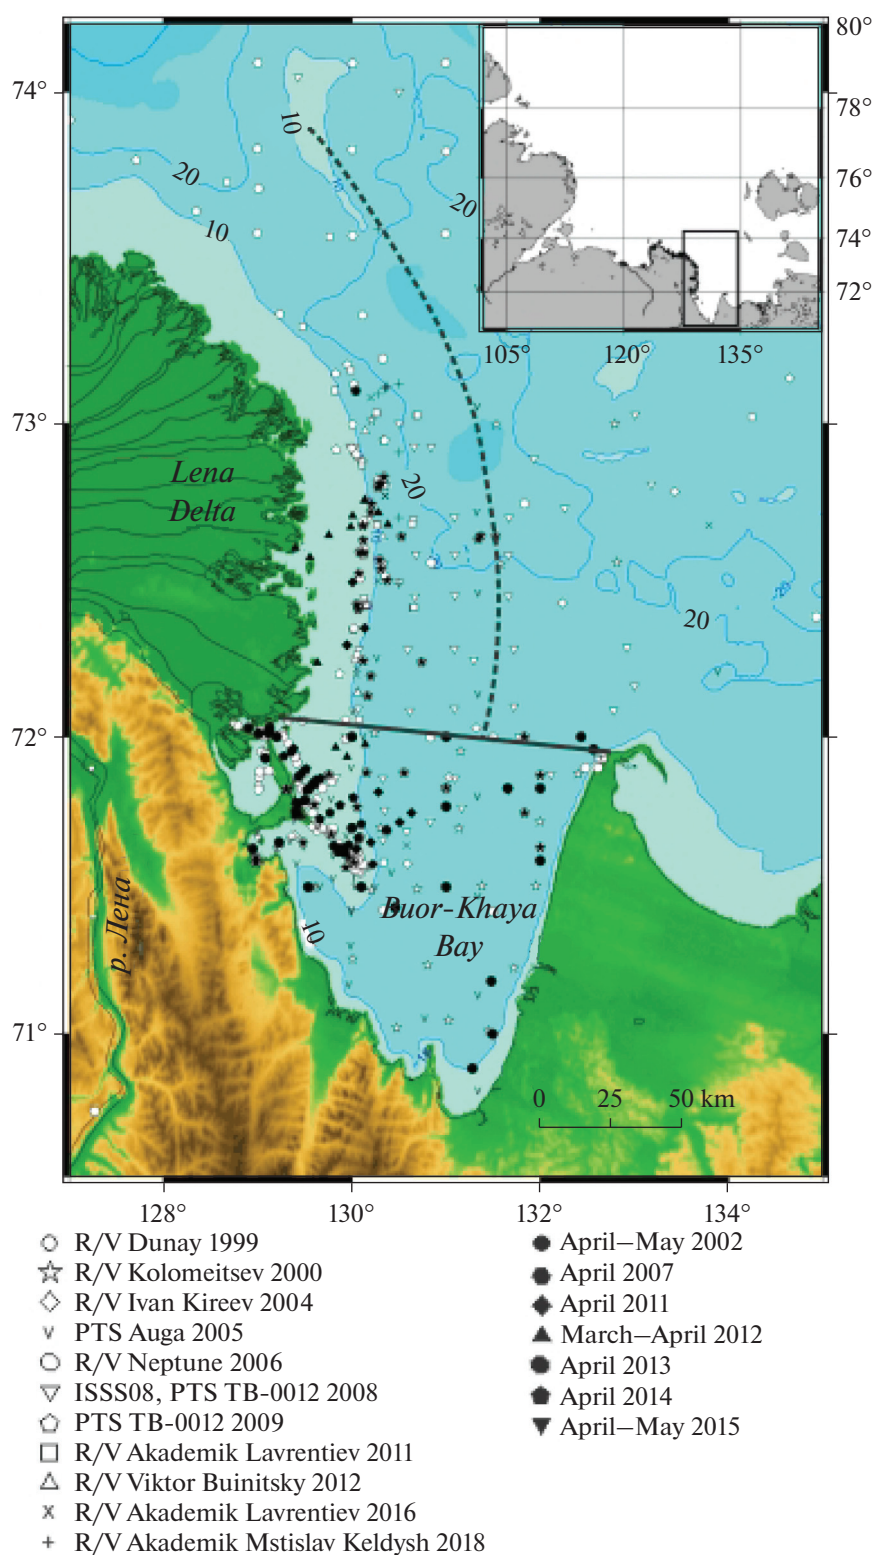 80°
74°
78°
10
20
76°
20
10
74°
72°
105° 120° 135°
73°
Lena
Delta
20
20
20
72°
р. Лена
Buor-Khaya
Bay
10
71°
0 25 50 km
128° 130° 132° 134°
R/V Dunay 1999
R/V Kolomeitsev 2000
R/V Ivan Kireev 2004
PTS Auga 2005
R/V Neptune 2006
ISSS08, PTS TB-0012 2008
PTS TB-0012 2009
R/V Akademik Lavrentiev 2011
R/V Viktor Buinitsky 2012
R/V Akademik Lavrentiev 2016
R/V Akademik Mstislav Keldysh 2018
April–May 2002
April 2007
April 2011
March–April 2012
April 2013
April 2014
April–May 2015